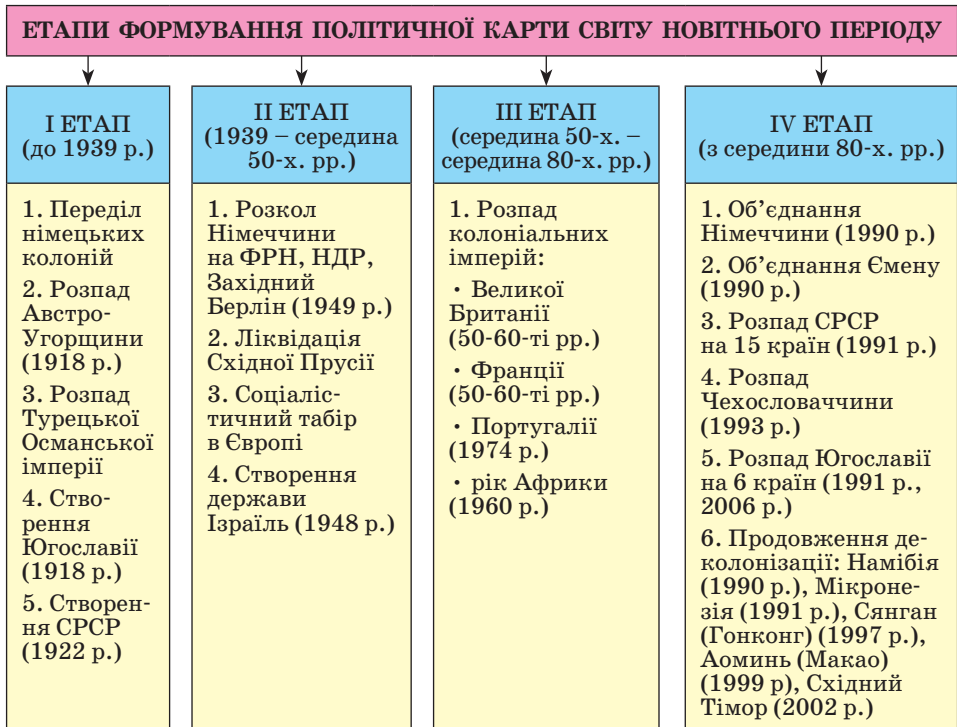 ЕТАПИ ФОРМУВАННЯ ПОЛІТИЧНОЇ КАРТИ СВІТУ НОВІТНЬОГО ПЕРІОДУ
І ЕТАП
(до 1939 р.)
1. Переділ
німецьких
колоній
2. Розпад
Австро-
Угорщини
(1918 р.)
3. Розпад
Турецької
Османської
імперії
4. Ство-
рення
Югославії
(1918 р.)
5. Створен-
ня СРСР
(1922 р.)
ІІ ЕТАП
(1939 – середина
50-х. рр.)
1. Розкол
Німеччини
на ФРН, НДР,
Західний
Берлін (1949 р.)
2. Ліквідація
Східної Прусії
3. Соціаліс-
тичний табір
в Європі
4. Створення
держави
Ізраїль (1948 р.)
ІІІ ЕТАП
(середина 50-х. –
середина 80-х. рр.)
1. Розпад
колоніальних
імперій:
• Великої
Британії
(50-60-ті рр.)
• Франції
(50-60-ті рр.)
• Португалії
(1974 р.)
• рік Африки
(1960 р.)
IV ЕТАП
(з середини 80-х. рр.)
1. Об’єднання
Німеччини (1990 р.)
2. Об’єднання Ємену
(1990 р.)
3. Розпад СРСР
на 15 країн (1991 р.)
4. Розпад
Чехословаччини
(1993 р.)
5. Розпад Югославії
на 6 країн (1991 р.,
2006 р.)
6. Продовження де-
колонізації: Намібія
(1990 р.), Мікроне-
зія (1991 р.), Сянган
(Гонконг) (1997 р.),
Аоминь (Макао)
(1999 р), Східний
Тімор (2002 р.)